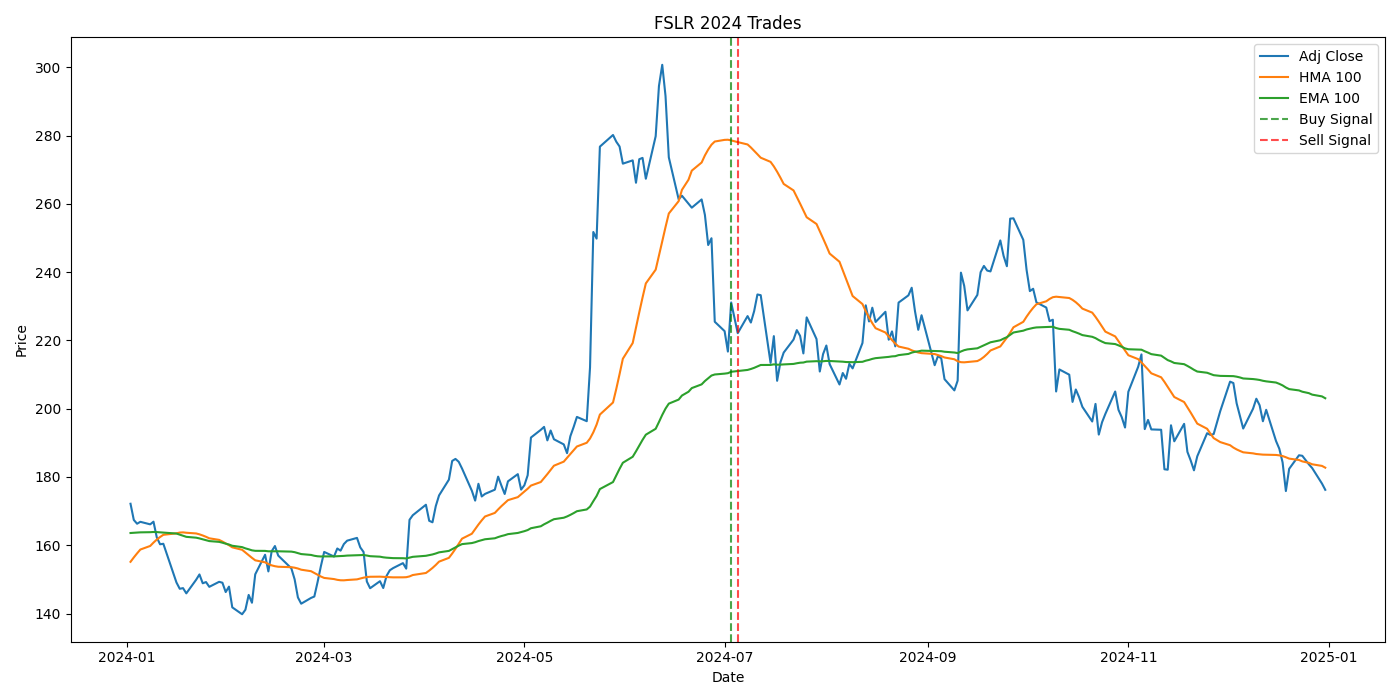 FSLR 2024 Trades
Adj Close
HMA 100
EMA 100
Buy Signal
Sell Signal
Price
300
280
260
240
220
200
180
160
140
2024-01
2024-03
2024-05
2024-07
2024-09
2024-11
2025-01
Date